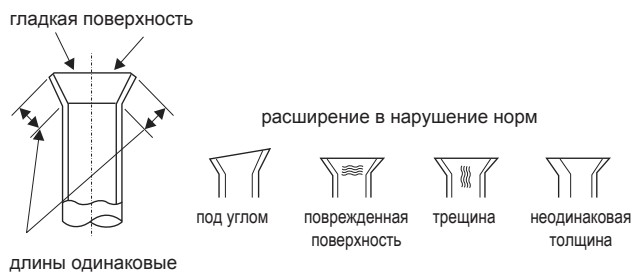 гладкая поверхность
расширение в нарушение норм
под углом
поврежденная
поверхность
трещина
неодинаковая
толщина
длины одинаковые